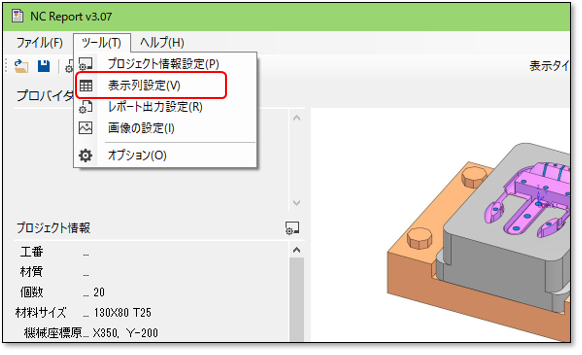 NC Report v3.07
ファイル(F) ツール(T) ヘルプ(H)
プロジェクト情報設定(P)
表示タイ
表示列設定(V)
プロバイダ
レポート出力設定(R)
画像の設定(I)
オプション(O)
プロジェクト情報
工番 ...
材質 ...
個数 ... 20
材料サイズ ... 130X80 T25
機械座標原... X350, Y-200